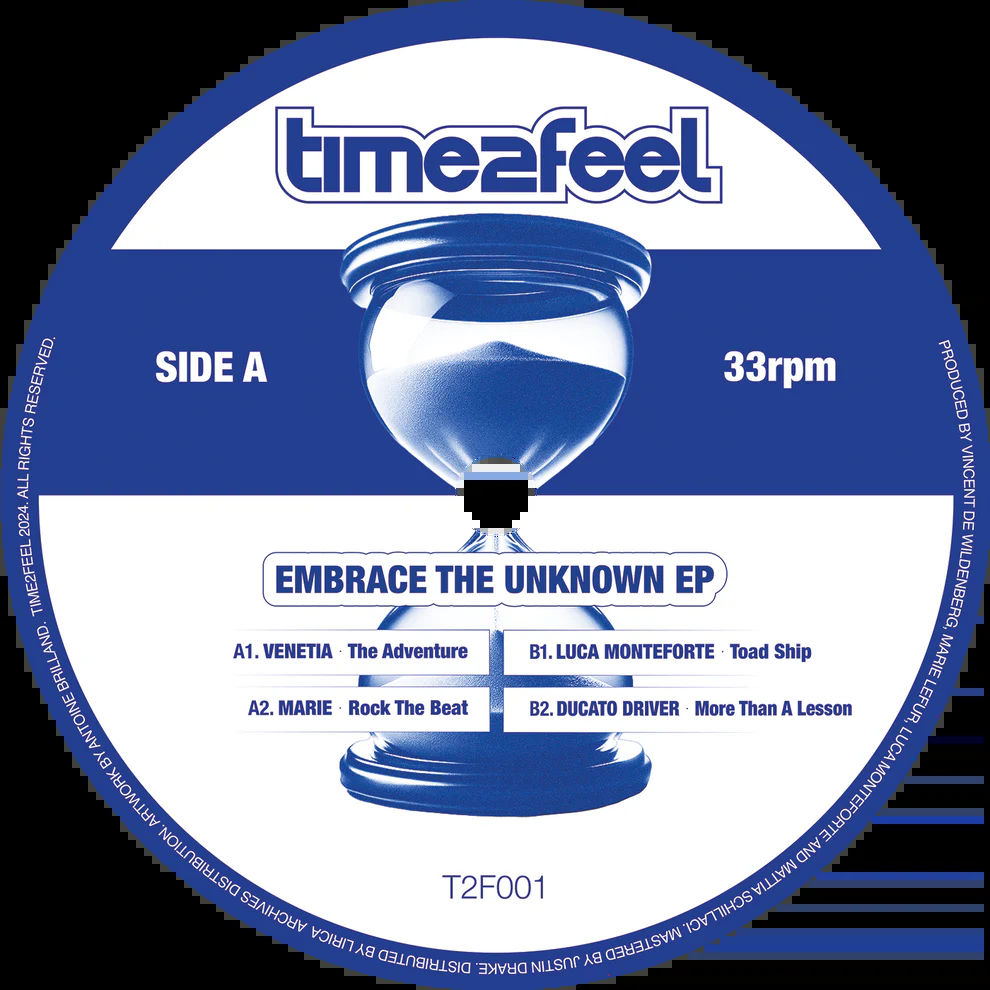 time2feel
SIDE A
33rpm
EMBRACE THE UNKNOWN EP
A1. VENETIA · The Adventure
B1. LUCA MONTEFORTE · Toad Ship
A2. MARIE · Rock The Beat
B2. DUCATO DRIVER · More Than A Lesson
T2F001
PRODUCED BY VINCENT DE WILDENBERG, MARIE LEFUR, LUCA MONTEFORTE AND MATTIA SCHILLACI. MASTERED BY JUSTIN DRAKE. DISTRIBUTED BY LIRICA ARCHIVES DISTRIBUTION. ARTWORK BY ANTOINE BRILLAND. TIME2FEEL 2024. ALL RIGHTS RESERVED.